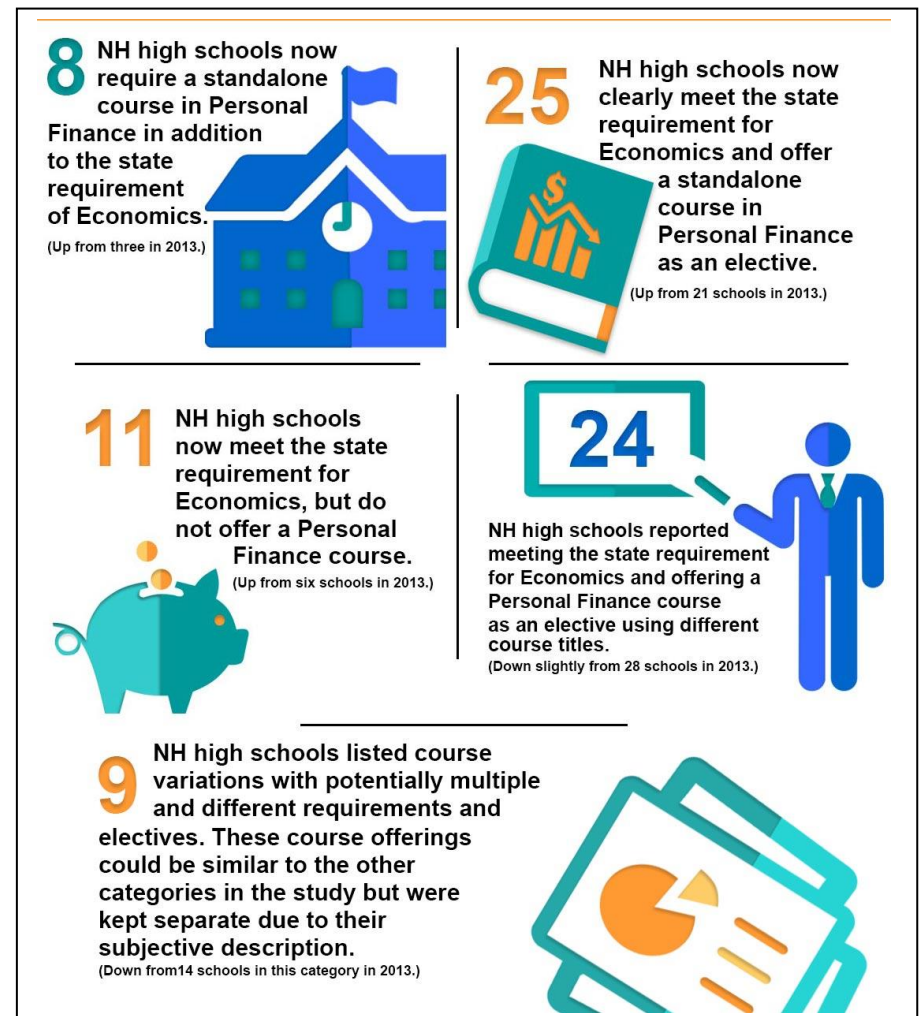 8 NH high schools now
require a standalone
course in Personal
Finance in addition
to the state
requirement
of Economics.
(Up from three in 2013.)
25 NH high schools now
clearly meet the state
requirement for
Economics and offer
a standalone
course in
Personal Finance
as an elective.
(Up from 21 schools in 2013.)
$
11 NH high schools
now meet the state
requirement for
Economics, but do
not offer a Personal
Finance course.
(Up from six schools in 2013.)
24
NH high schools reported
meeting the state requirement
for Economics and offering a
Personal Finance course
as an elective using different
course titles.
(Down slightly from 28 schools in 2013.)
9 NH high schools listed course
variations with potentially multiple
and different requirements and
electives. These course offerings
could be similar to the other
categories in the study but were
kept separate due to their
subjective description.
(Down from14 schools in this category in 2013.)